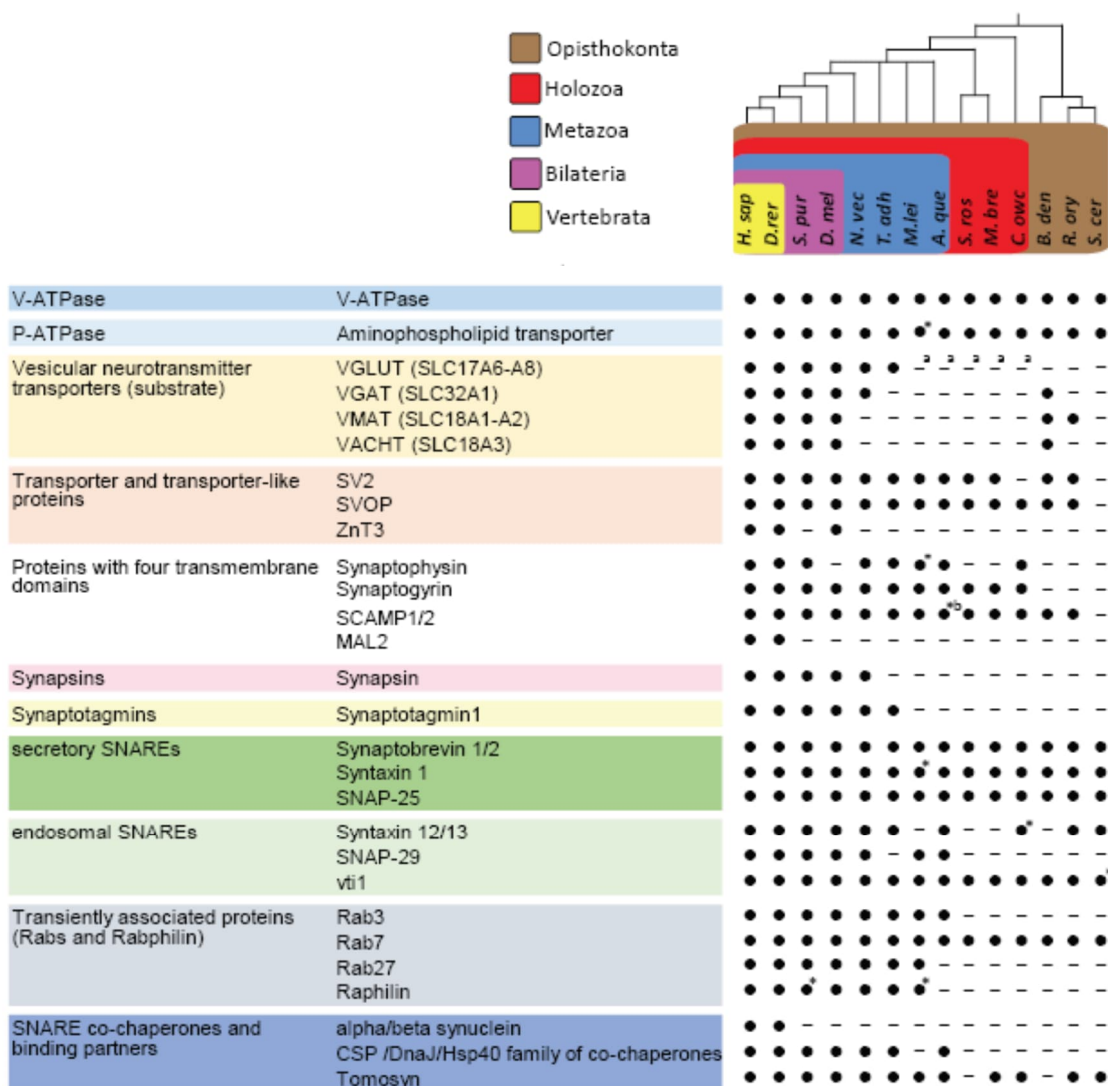 Opisthokonta
Holozoa
Metazoa
Bilateria
Vertebrata
H. sap
D.rer
S. pur
D. mel
N. vec
T. adh
M.lei
A. que
S. ros
M. bre
C. owc
B. den
R. ory
S. cer
V-ATPase V-ATPase
P-ATPase Aminophospholipid transporter
Vesicular neurotransmitter VGLUT (SLC17A6-A8)
transporters (substrate)
VGAT (SLC32A1)
VMAT (SLC18A1-A2)
VACHT (SLC18A3)
Transporter and transporter-like SV2
proteins SVOP
ZnT3
Proteins with four transmembrane Synaptophysin
domains Synaptogyrin
SCAMP1/2
MAL2
Synapsins Synapsin
Synaptotagmins Synaptotagmin1
secretory SNAREs Synaptobrevin 1/2
Syntaxin 1
SNAP-25
endosomal SNAREs Syntaxin 12/13
SNAP-29
vti1
Transiently associated proteins Rab3
(Rabs and Rabphilin) Rab7
Rab27
Raphilin
SNARE co-chaperones and alpha/beta synuclein
binding partners CSP /DnaJ/Hsp40 family of co-chaperones
Tomosyn